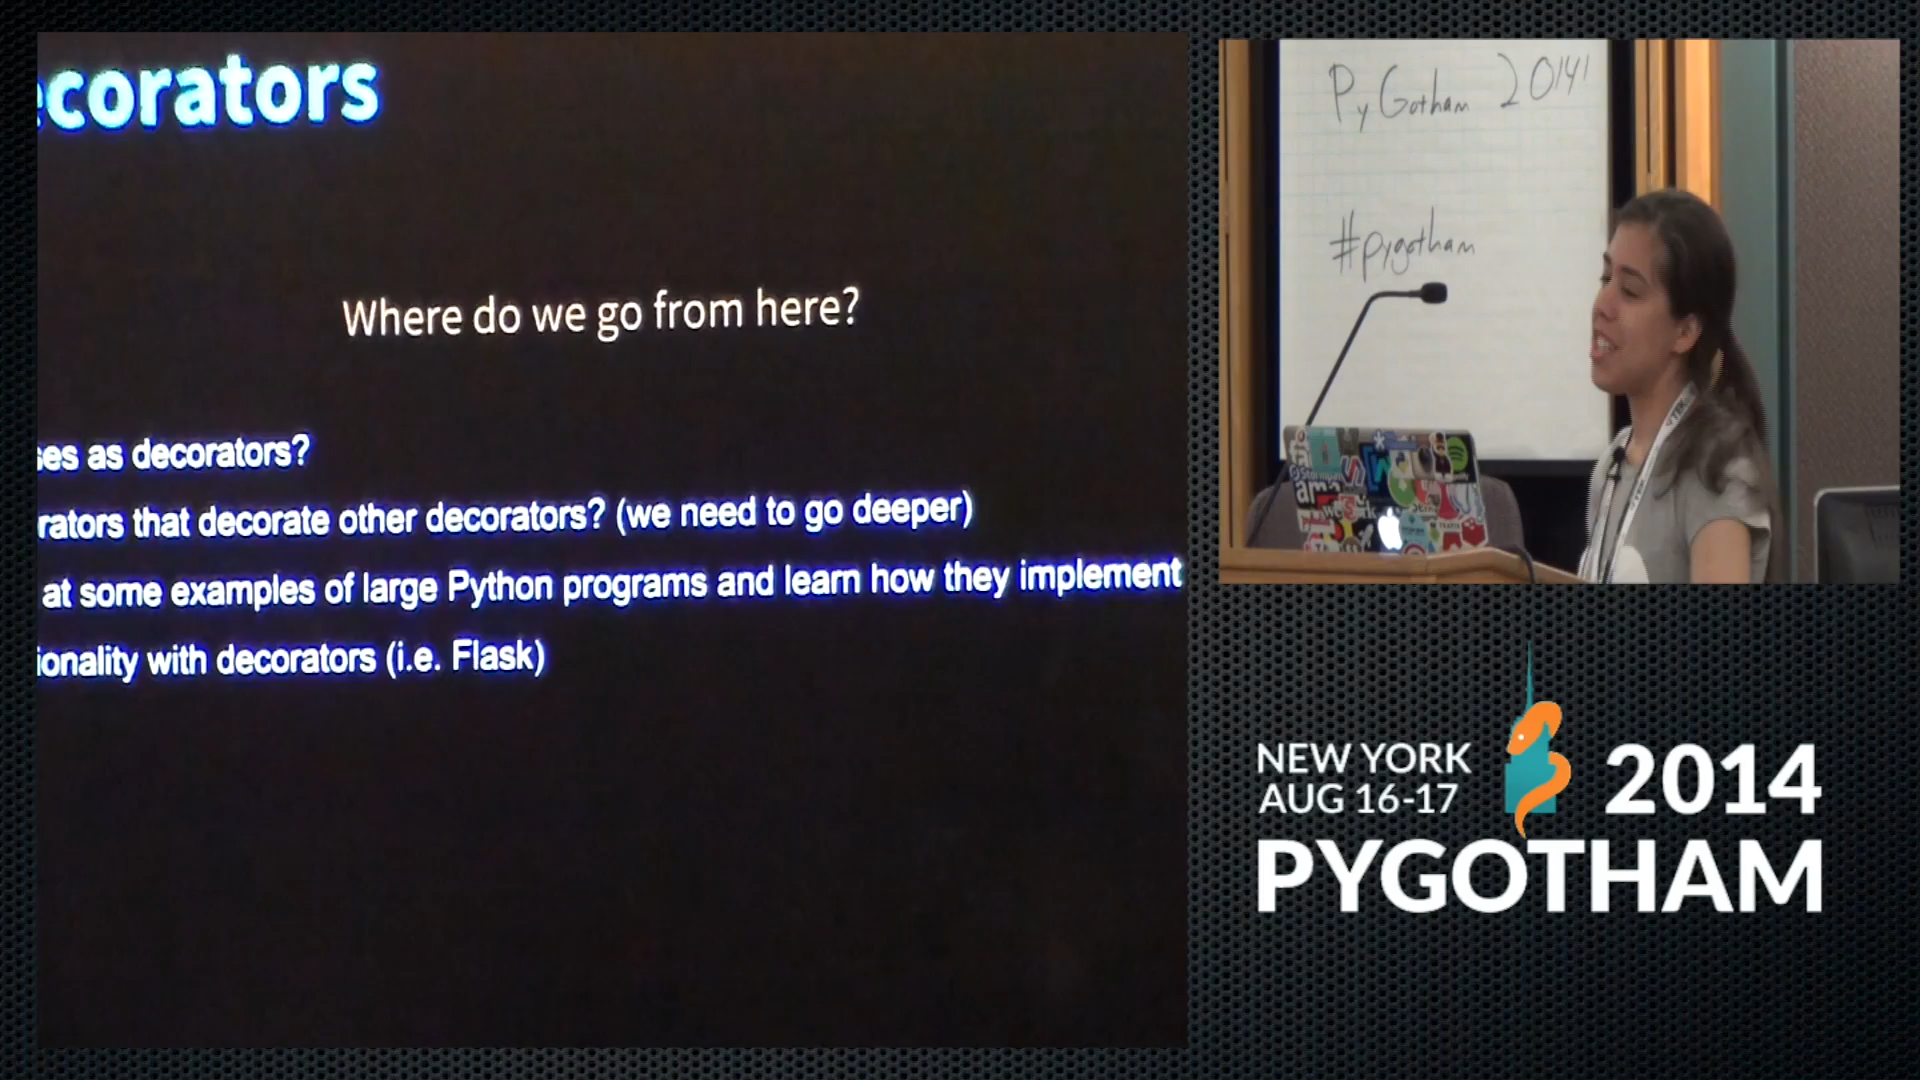 ecorators
Where do we go from here?
ses as decorators?
rators that decorate other decorators? (we need to go deeper)
at some examples of large Python programs and learn how they implement
ionality with decorators (i.e. Flask)
PyGotham 2014!
#pygotham
NEW YORK
AUG 16-17
2014
PYGOTHAM